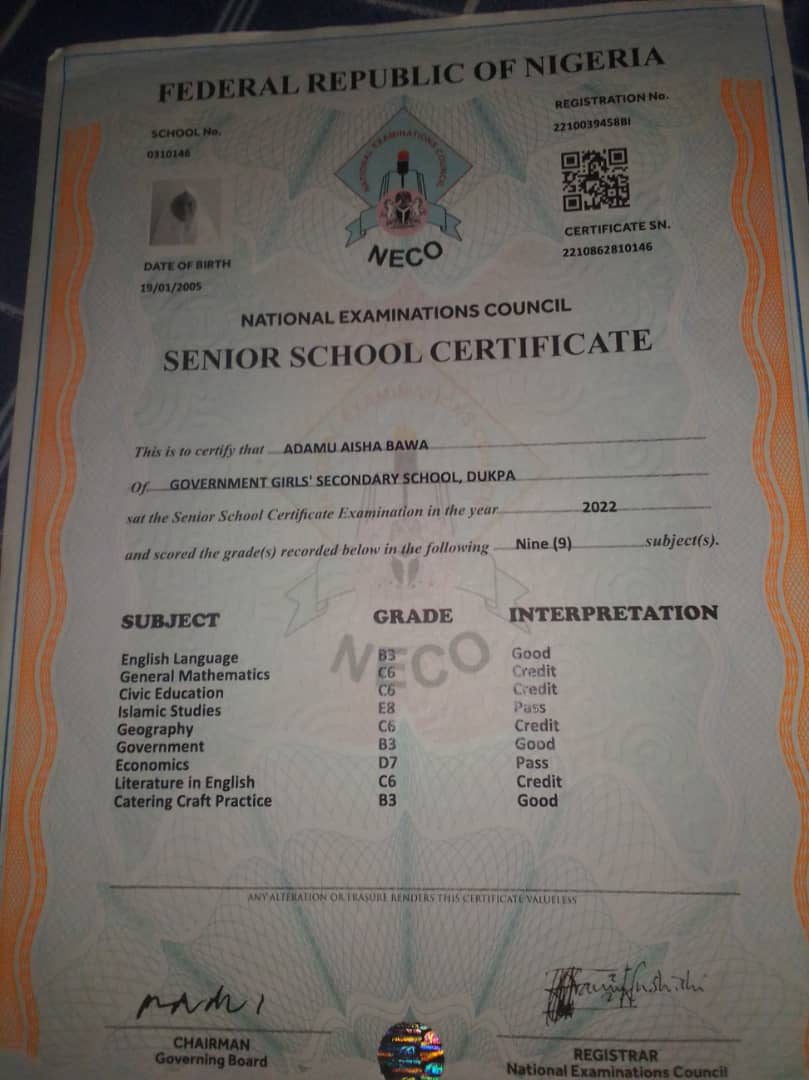 FEDERAL REPUBLIC OF NIGERIA
SCHOOL No.
0310146
REGISTRATION No.
2210039458BI
NATIONAL EXAMINATIONS COUNCIL
NECO
CERTIFICATE SN.
2210862810146
DATE OF BIRTH
19/01/2005
NATIONAL EXAMINATIONS COUNCIL
SENIOR SCHOOL CERTIFICATE
This is to certify that ADAMU AISHA BAWA
Of GOVERNMENT GIRLS' SECONDARY SCHOOL, DUKPA
sat the Senior School Certificate Examination in the year 2022
and scored the grade(s) recorded below in the following Nine (9) subject(s).
SUBJECT GRADE INTERPRETATION
English Language B3 Good
General Mathematics C6 Credit
Civic Education C6 Credit
Islamic Studies E8 Pass
Geography C6 Credit
Government B3 Good
Economics D7 Pass
Literature in English C6 Credit
Catering Craft Practice B3 Good
NECO
ANY ALTERATION OR ERASURE RENDERS THIS CERTIFICATE VALUELESS
CHAIRMAN
Governing Board
REGISTRAR
National Examinations Council